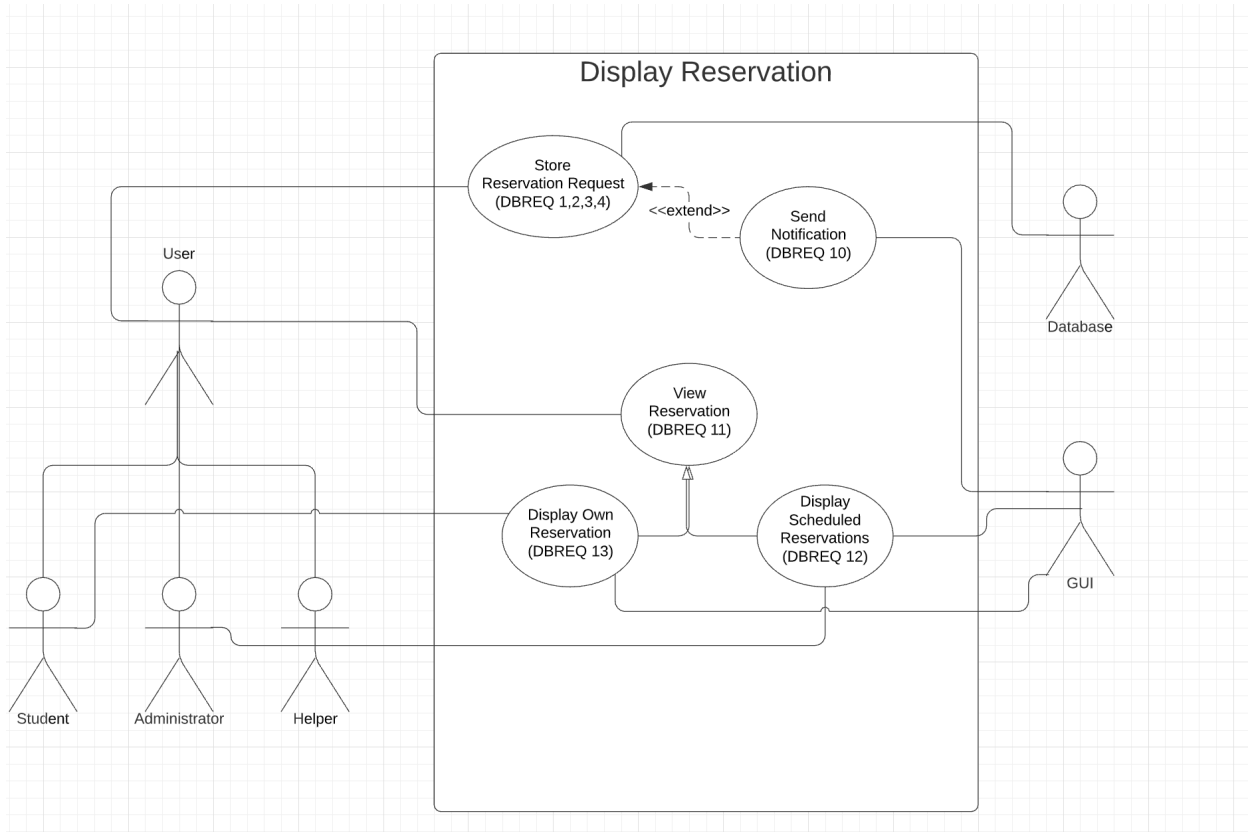 Display Reservation
Store
Reservation Request
(DBREQ 1,2,3,4)
<<extend>>
Send
Notification
(DBREQ 10)
User
Database
View
Reservation
(DBREQ 11)
Display Own
Reservation
(DBREQ 13)
Display
Scheduled
Reservations
(DBREQ 12)
GUI
Student
Administrator
Helper